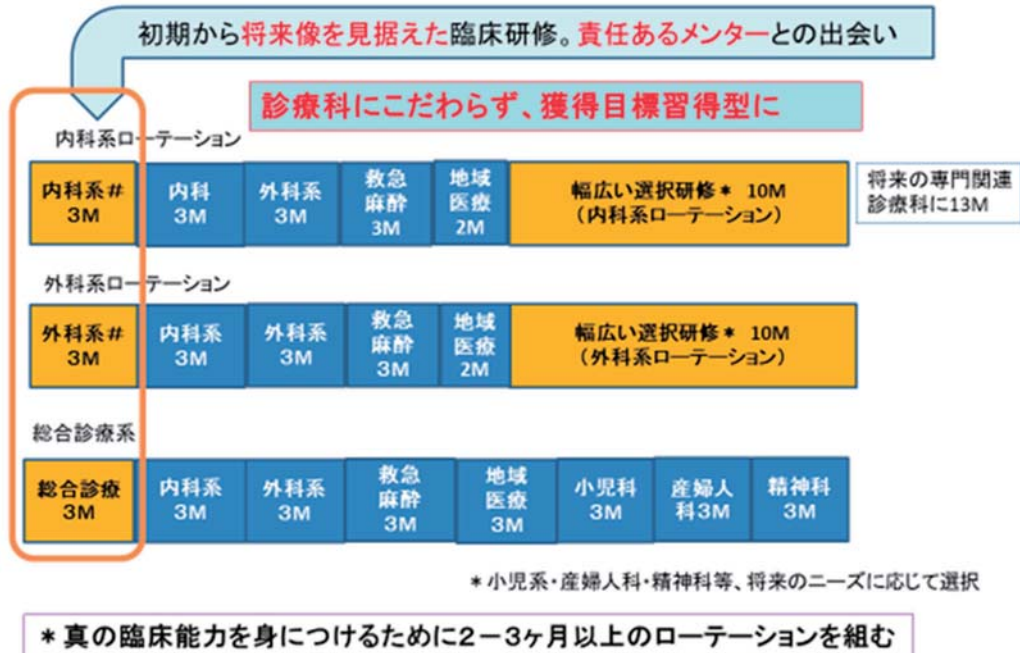 初期から将来像を見据えた臨床研修。責任あるメンターとの出会い
診療科にこだわらず、獲得目標習得型に
内科系ローテーション
内科系#
3M
内科
3M
外科系
3M
救急
麻酔
3M
地域
医療
2M
幅広い選択研修* 10M
(内科系ローテーション)
将来の専門関連
診療科に13M
外科系ローテーション
外科系#
3M
内科系
3M
外科系
3M
救急
麻酔
3M
地域
医療
2M
幅広い選択研修* 10M
(外科系ローテーション)
総合診療系
総合診療
3M
内科系
3M
外科系
3M
救急
麻酔
3M
地域
医療
3M
小児科
3M
産婦人
科3M
精神科
3M
*小児系・産婦人科・精神科等、将来のニーズに応じて選択
*真の臨床能力を身につけるために2-3ヶ月以上のローテーションを組む